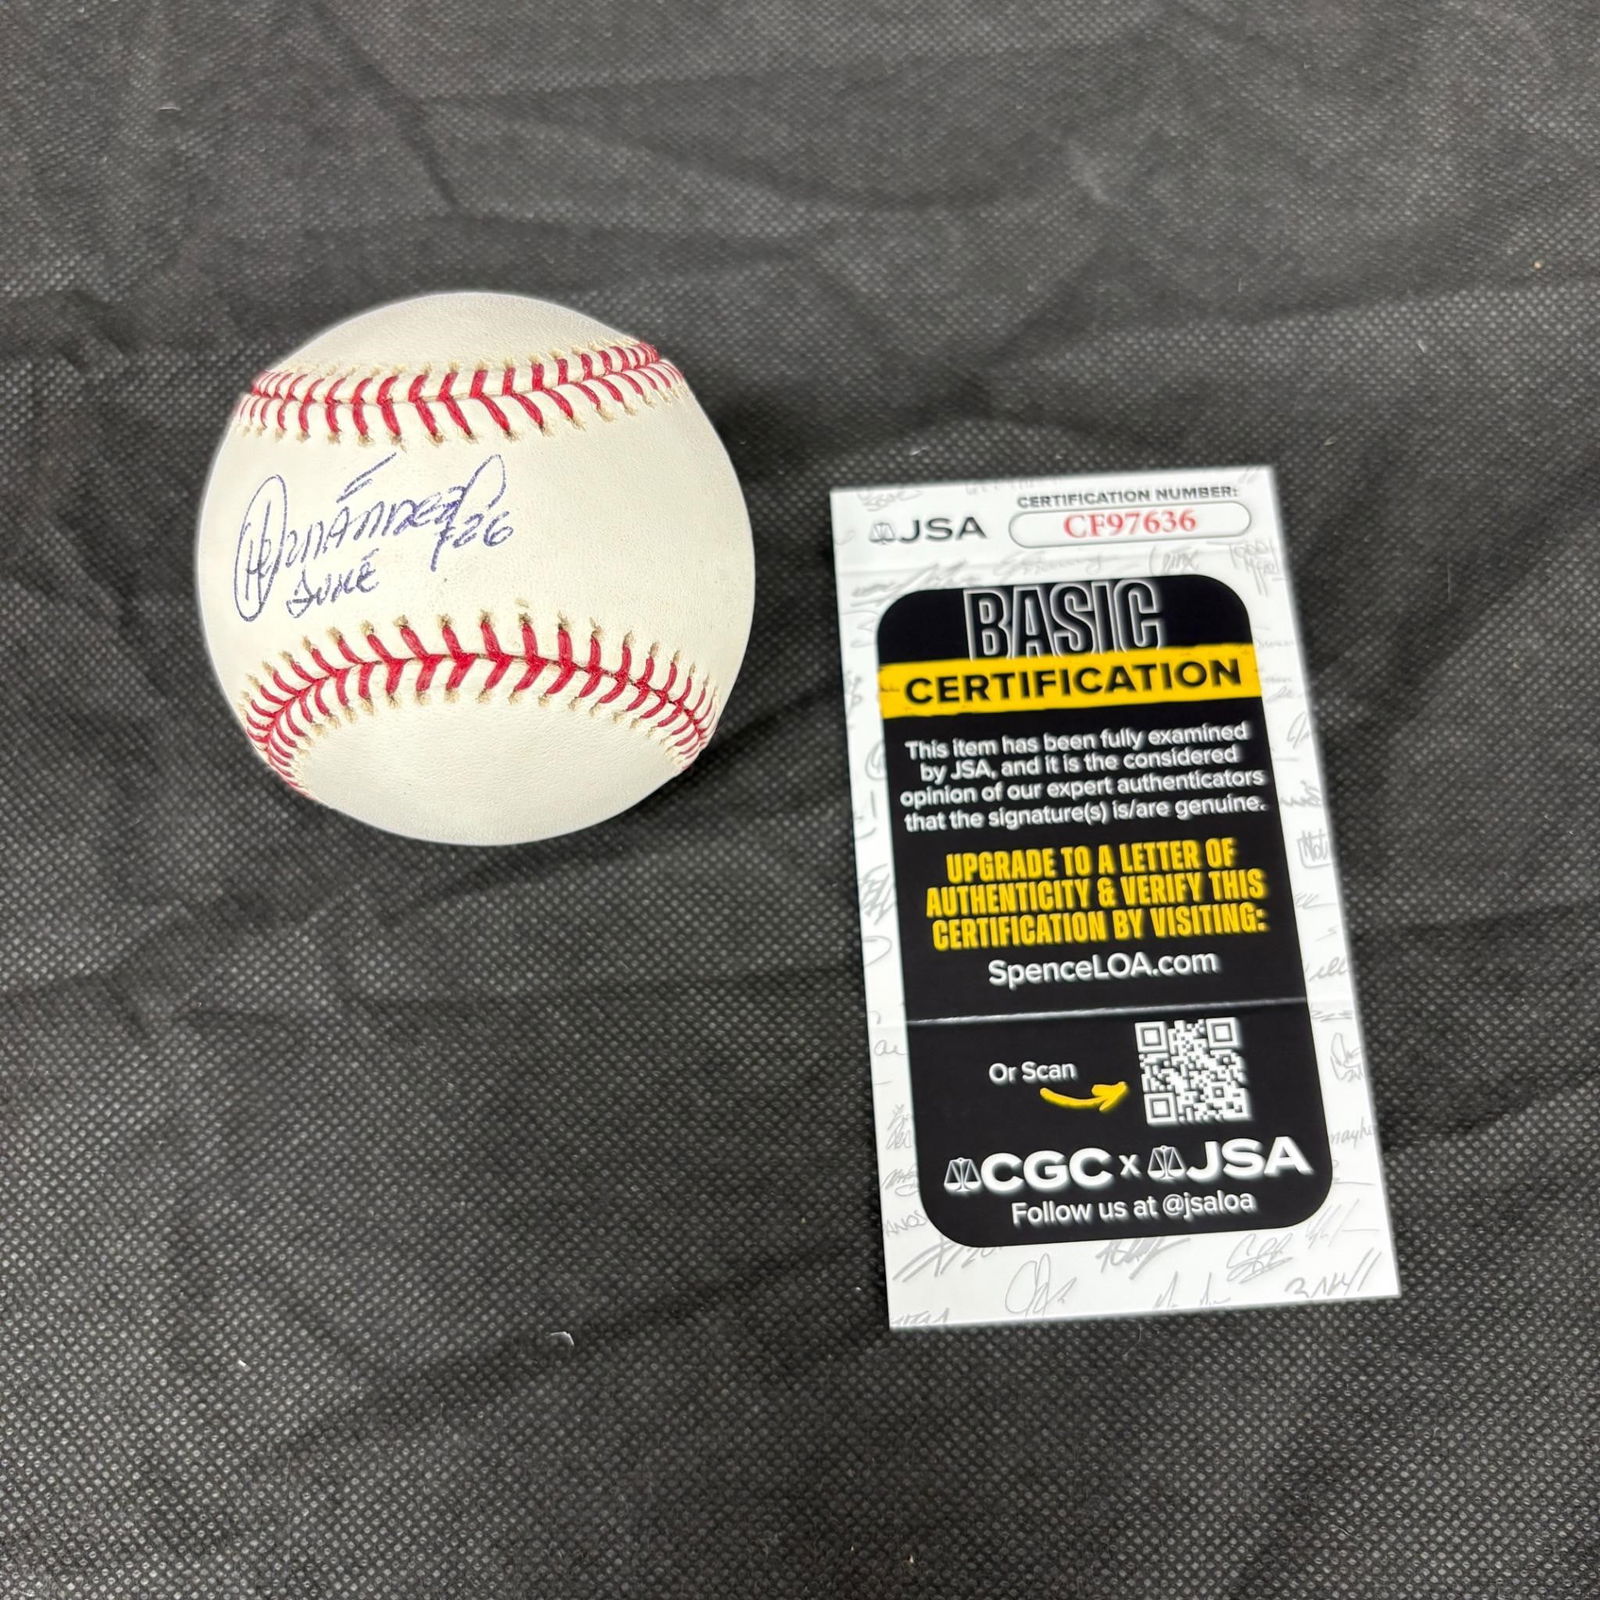 Hernández
#26
Duke
JSA
CERTIFICATION NUMBER:
CF97636
BASIC
CERTIFICATION
This item has been fully examined
by JSA, and it is the considered
opinion of our expert authenticators
that the signature(s) is/are genuine.
UPGRADE TO A LETTER OF
AUTHENTICITY & VERIFY THIS
CERTIFICATION BY VISITING:
SpenceLOA.com
Or Scan
CGC x JSA
Follow us at @jsaloa